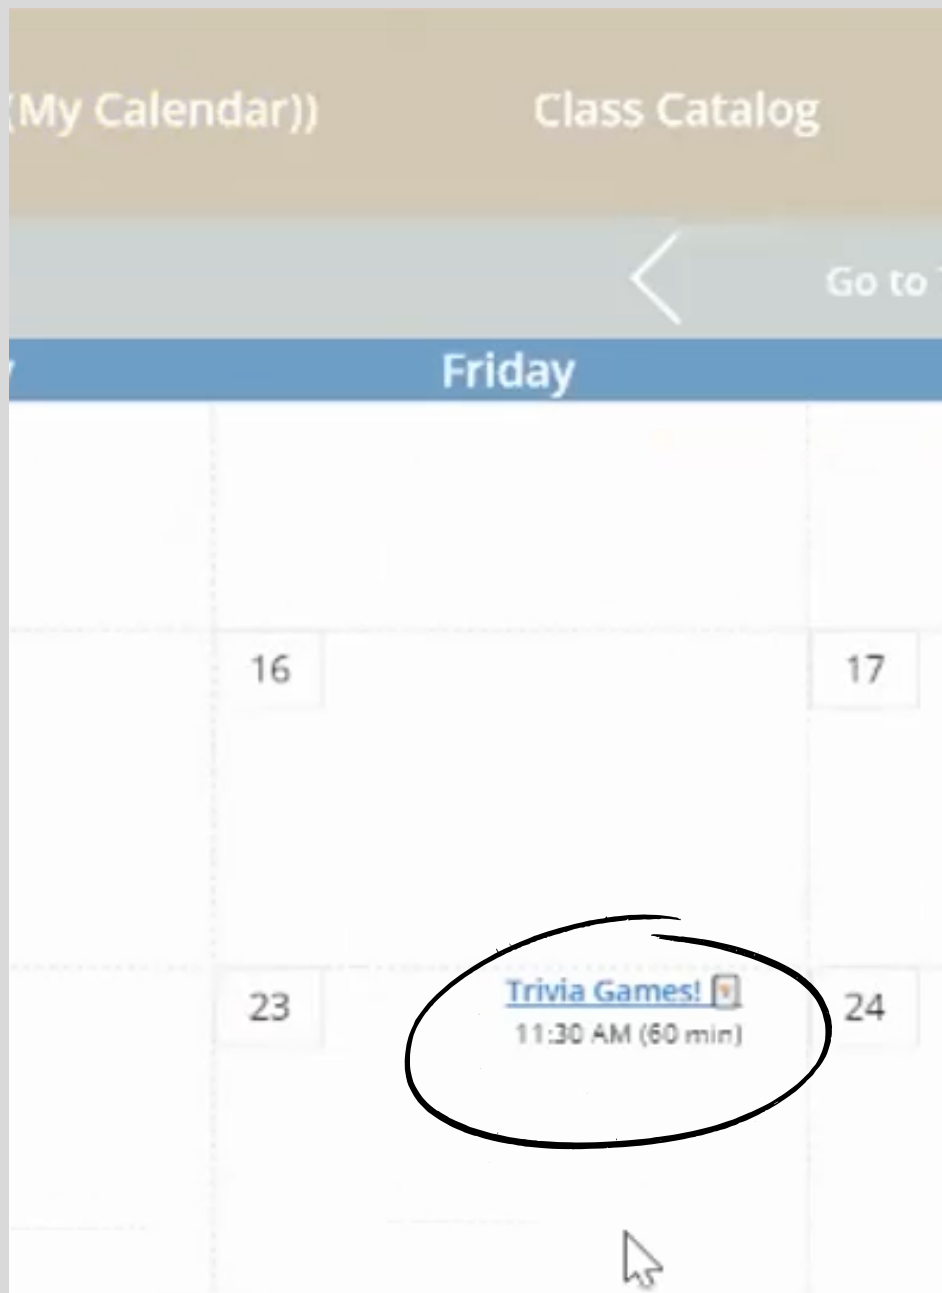 (My Calendar)) Class Catalog
Go to
Friday
16 17
23 Trivia Games! 24
11:30 AM (60 min)